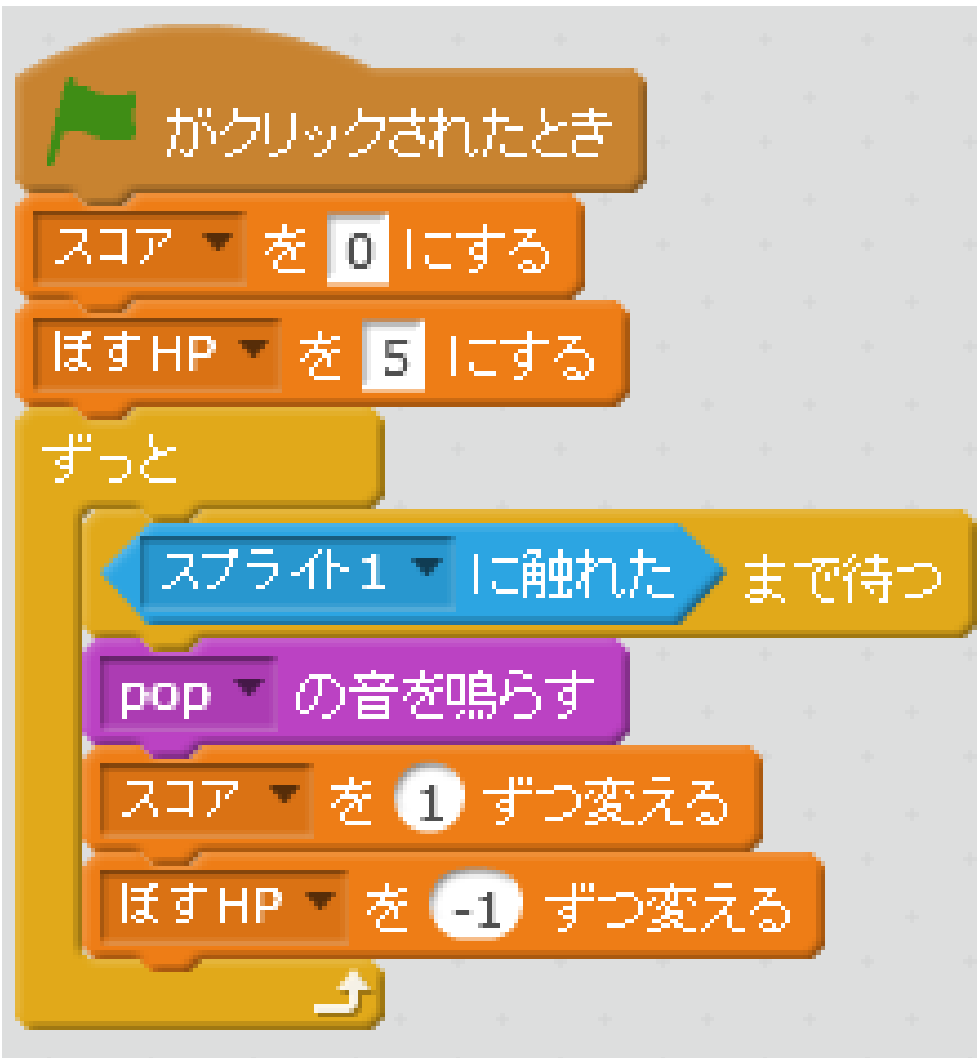 がクリックされたとき
スコア を 0 にする
ぼすHP を 5 にする
ずっと
スプライト1 に触れた まで待つ
pop の音を鳴らす
スコア を 1 ずつ変える
ぼすHP を -1 ずつ変える